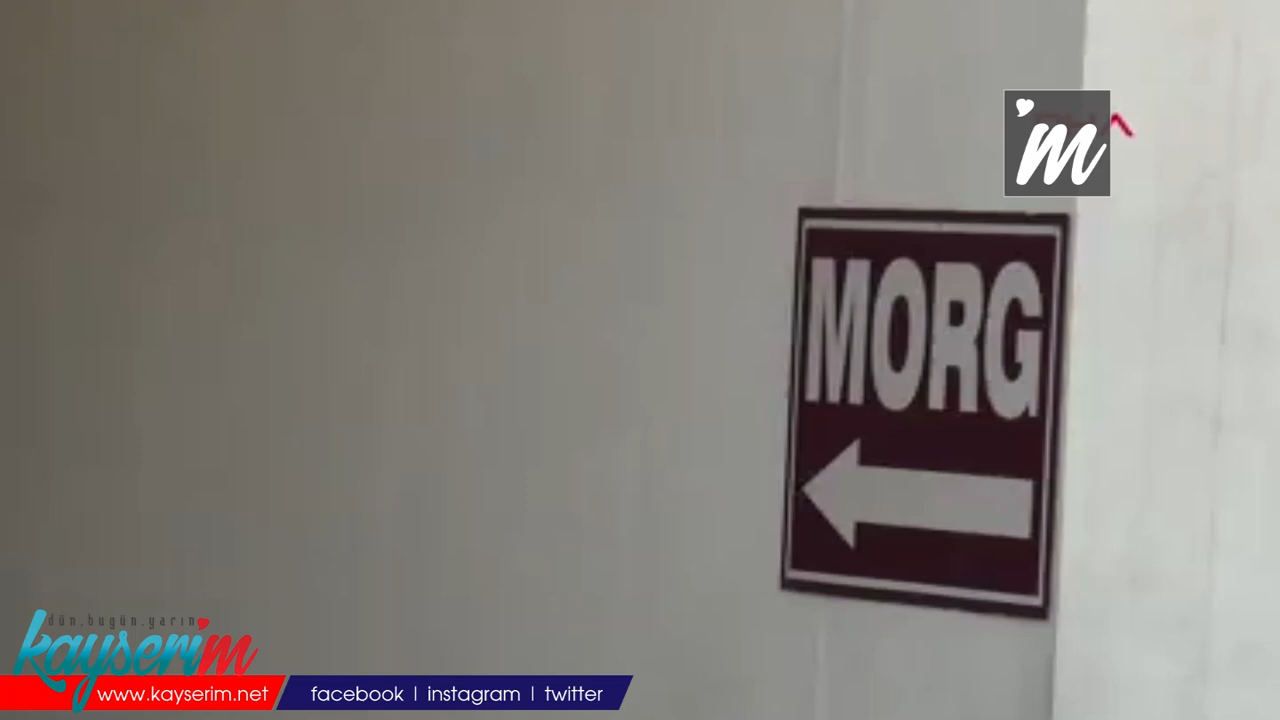 'm
MORG
dün.bugün.yarın
kayserim
www.kayserim.net
facebook | instagram | twitter